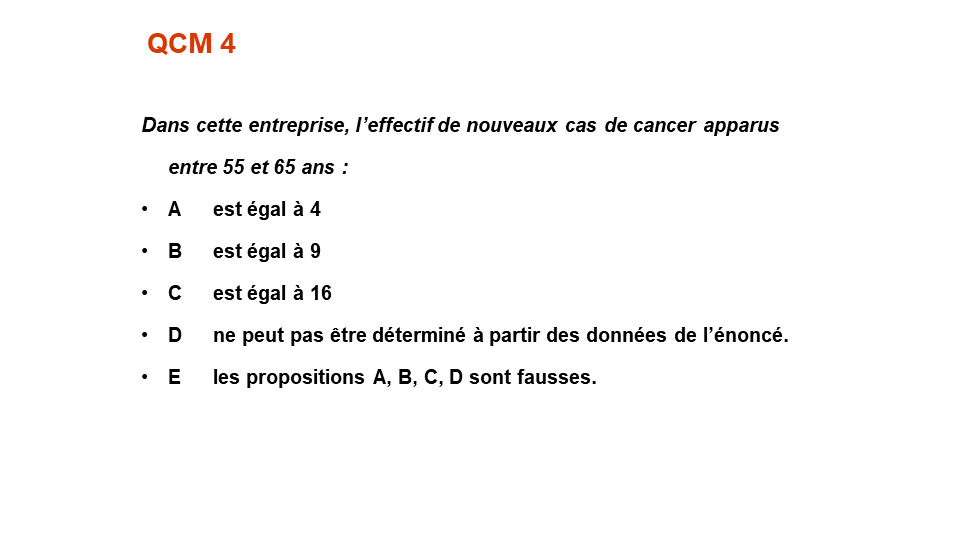 QCM 4
Dans cette entreprise, l’effectif de nouveaux cas de cancer apparus
entre 55 et 65 ans :
• A est égal à 4
• B est égal à 9
• C est égal à 16
• D ne peut pas être déterminé à partir des données de l’énoncé.
• E les propositions A, B, C, D sont fausses.